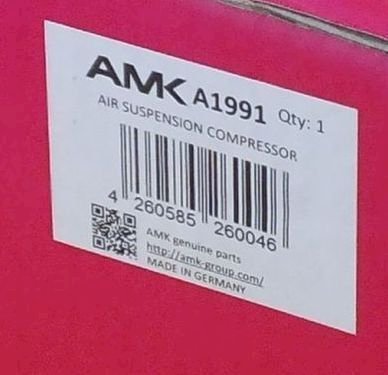 AMK A1991 Qty: 1
AIR SUSPENSION COMPRESSOR
4 260585 260046
AMK genuine parts
http://amk-group.com/
MADE IN GERMANY